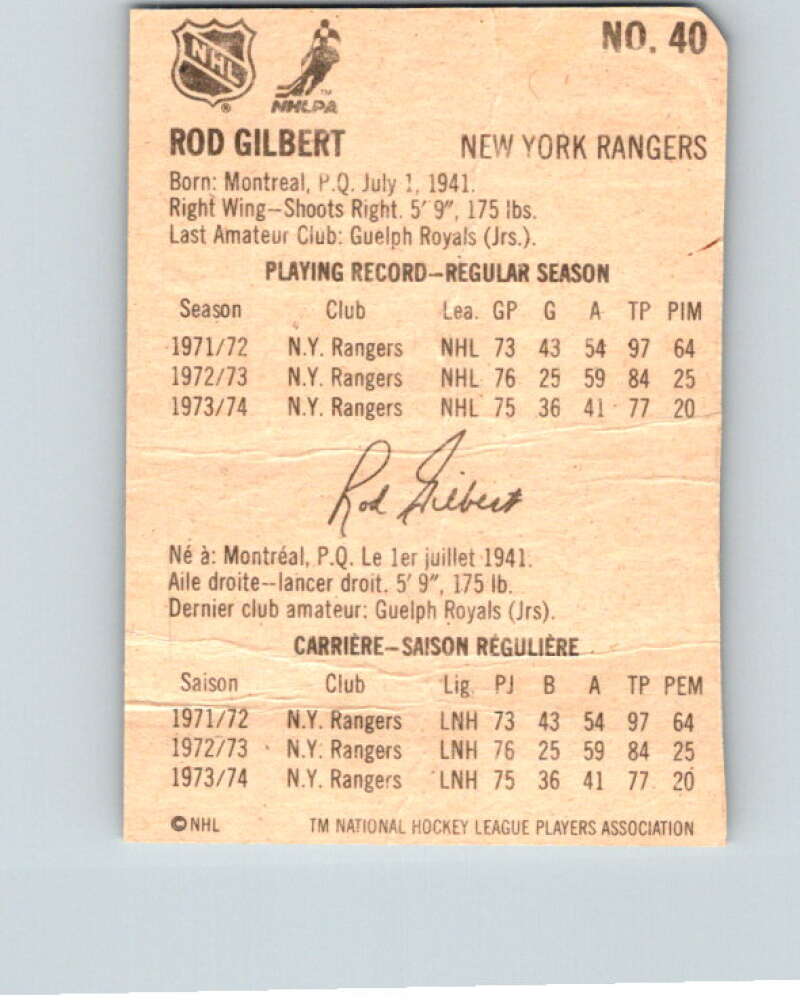 NHL
®
NHLPA
TM
NO. 40
ROD GILBERT NEW YORK RANGERS
Born: Montreal, P.Q. July 1, 1941.
Right Wing–Shoots Right. 5′ 9″, 175 lbs.
Last Amateur Club: Guelph Royals (Jrs.).
PLAYING RECORD–REGULAR SEASON
Season Club Lea. GP G A TP PIM
1971/72 N.Y. Rangers NHL 73 43 54 97 64
1972/73 N.Y. Rangers NHL 76 25 59 84 25
1973/74 N.Y. Rangers NHL 75 36 41 77 20
Rod Gilbert
Né à: Montréal, P.Q. Le 1er juillet 1941.
Aile droite–lancer droit. 5′ 9″, 175 lb.
Dernier club amateur: Guelph Royals (Jrs).
CARRIÈRE–SAISON RÉGULIÈRE
Saison Club Lig. PJ B A TP PEM
1971/72 N.Y. Rangers LNH 73 43 54 97 64
1972/73 N.Y. Rangers LNH 76 25 59 84 25
1973/74 N.Y. Rangers LNH 75 36 41 77 20
©NHL TM NATIONAL HOCKEY LEAGUE PLAYERS ASSOCIATION